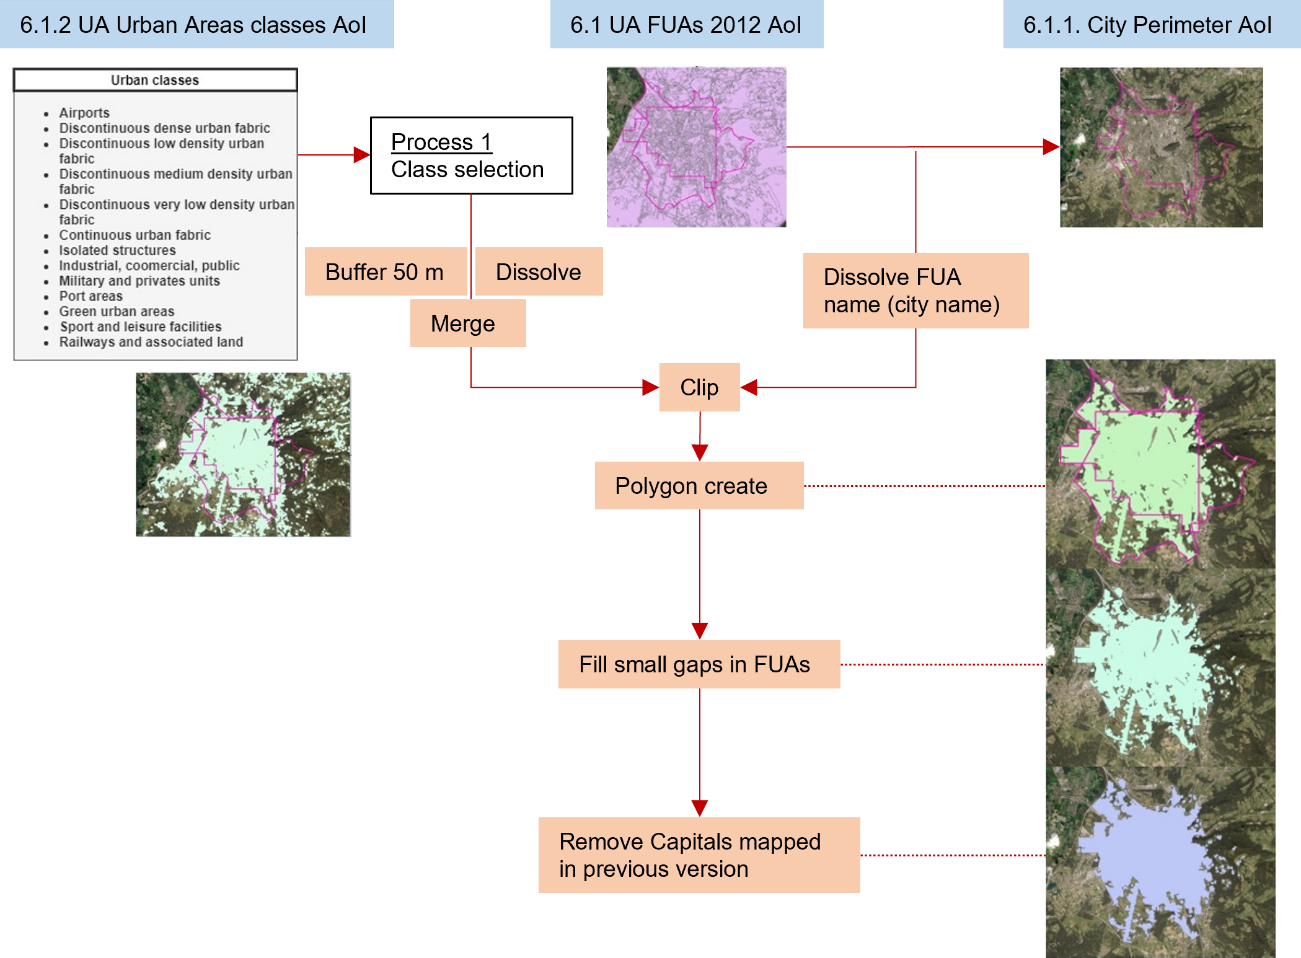 6.1.2 UA Urban Areas classes AoI
6.1 UA FUAs 2012 AoI
6.1.1. City Perimeter AoI
Urban classes
• Airports
• Discontinuous dense urban fabric
• Discontinuous low density urban
fabric
• Discontinuous medium density urban
fabric
• Discontinuous very low density urban
fabric
• Continuous urban fabric
• Isolated structures
• Industrial, coomercial, public
• Military and privates units
• Port areas
• Green urban areas
• Sport and leisure facilities
• Railways and associated land
Process 1
Class selection
Buffer 50 m
Dissolve
Merge
Dissolve FUA
name (city name)
Clip
Polygon create
Fill small gaps in FUAs
Remove Capitals mapped
in previous version